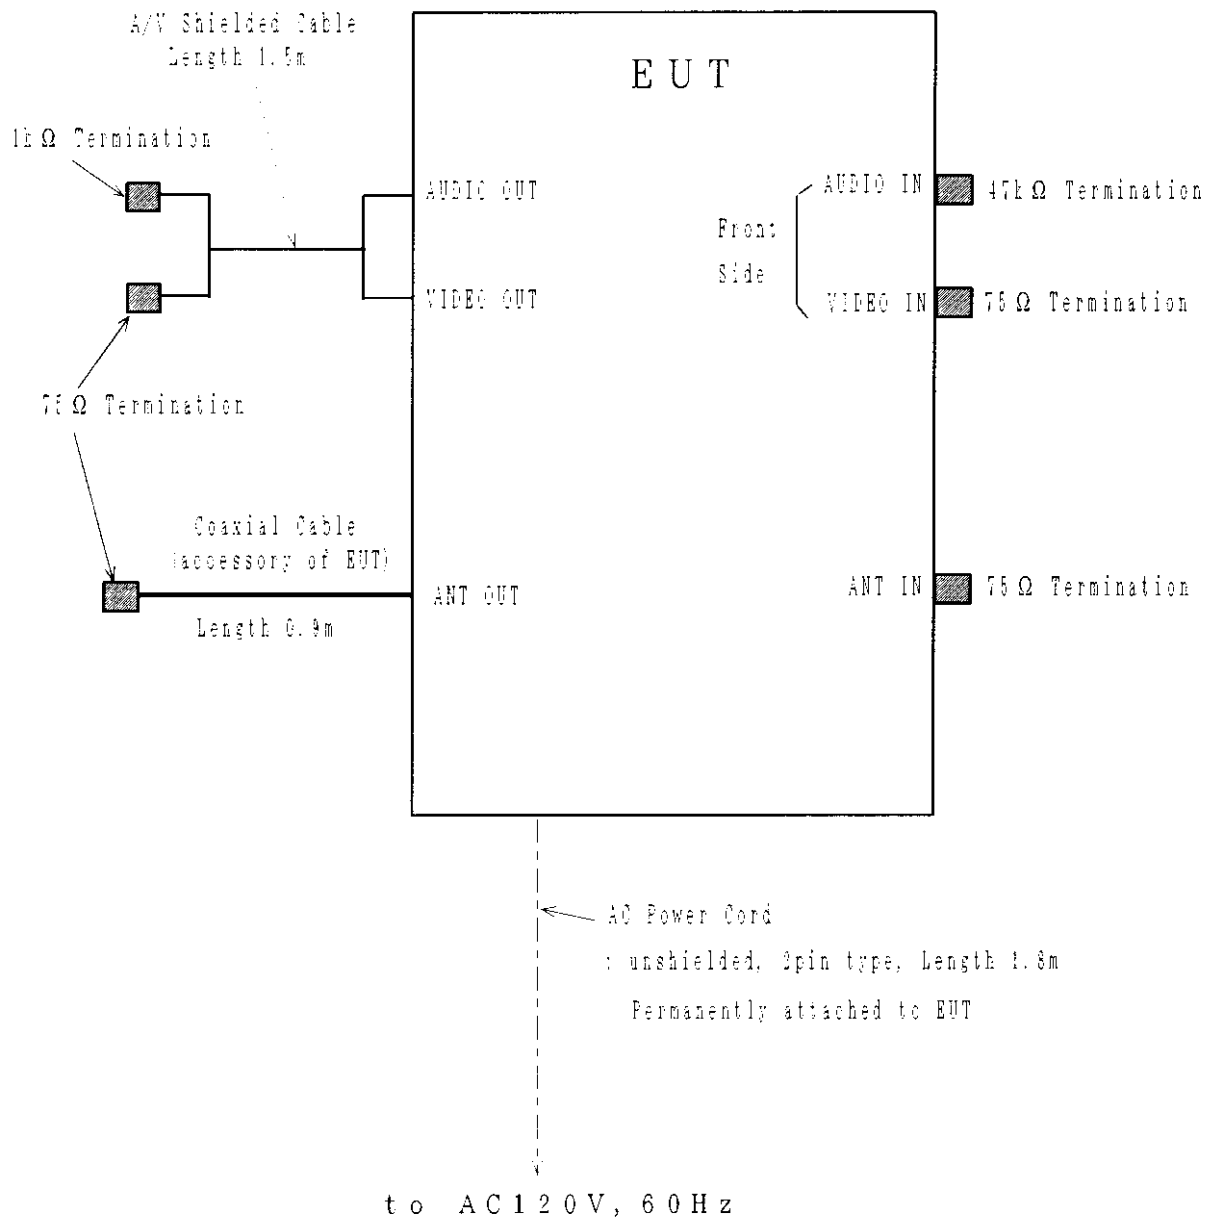 A/V Shielded Cable
Length 1.5m
EUT
1kΩ Termination
AUDIO OUT
AUDIO IN
47kΩ Termination
Front
Side
VIDEO OUT
VIDEO IN
75Ω Termination
75Ω Termination
Coaxial Cable
(accessory of EUT)
ANT OUT
ANT IN
75Ω Termination
Length 0.9m
AC Power Cord
: unshielded, 2pin type, Length 1.8m
Permanently attached to EUT
to AC120V, 60Hz